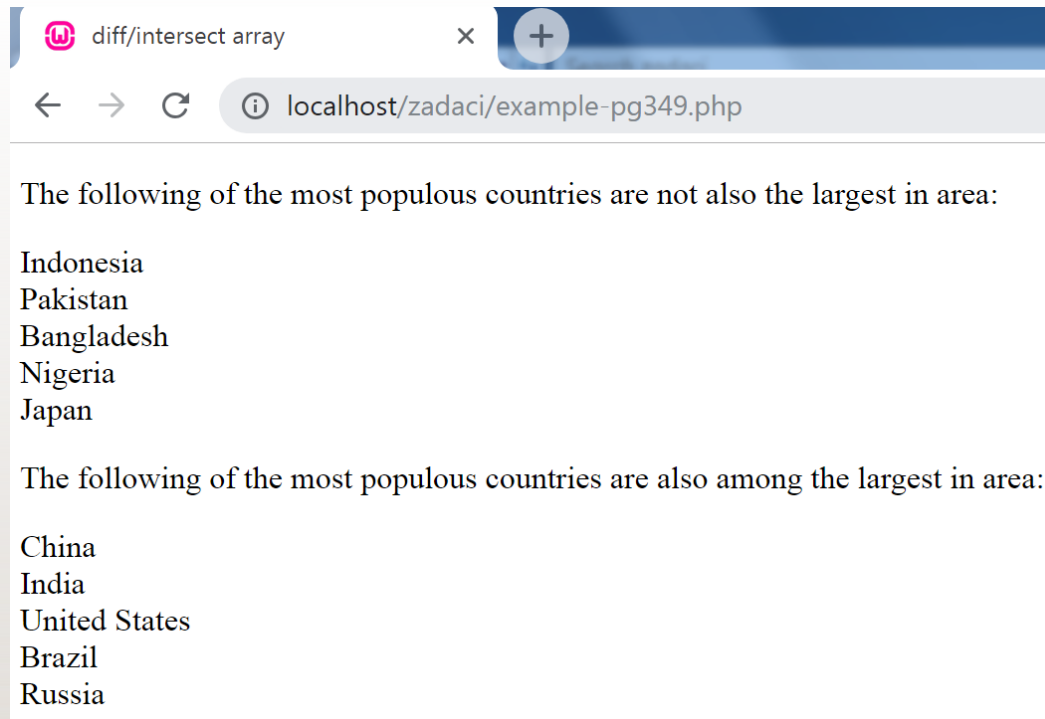 diff/intersect array
localhost/zadaci/example-pg349.php
The following of the most populous countries are not also the largest in area:
Indonesia
Pakistan
Bangladesh
Nigeria
Japan
The following of the most populous countries are also among the largest in area:
China
India
United States
Brazil
Russia